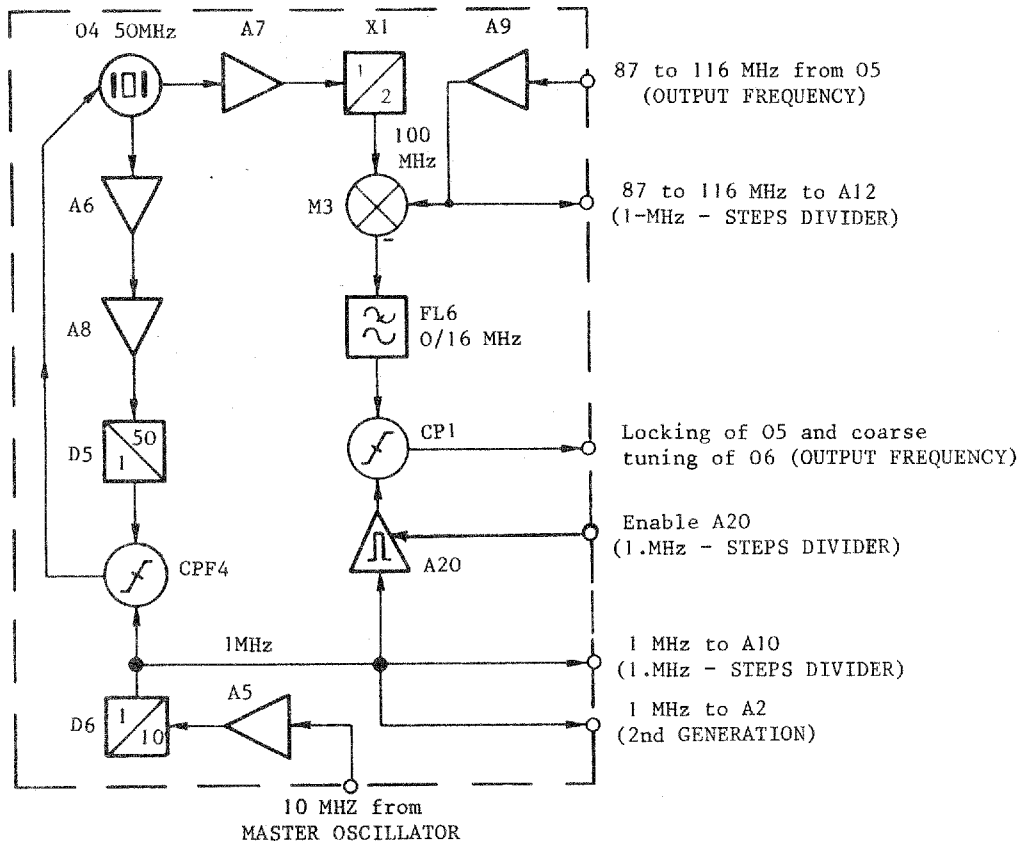 04 50MHz
A7
X1
A9
1
2
87 to 116 MHz from 05
(OUTPUT FREQUENCY)
100
MHz
A6
M3
-
87 to 116 MHz to A12
(1-MHz - STEPS DIVIDER)
A8
FL6
0/16 MHz
D5
50
1
CP1
Locking of 05 and coarse
tuning of 06 (OUTPUT FREQUENCY)
Enable A20
(1.MHz - STEPS DIVIDER)
A20
CPF4
1MHz
1 MHz to A10
(1.MHz - STEPS DIVIDER)
D6
1
10
A5
1 MHz to A2
(2nd GENERATION)
10 MHZ from
MASTER OSCILLATOR